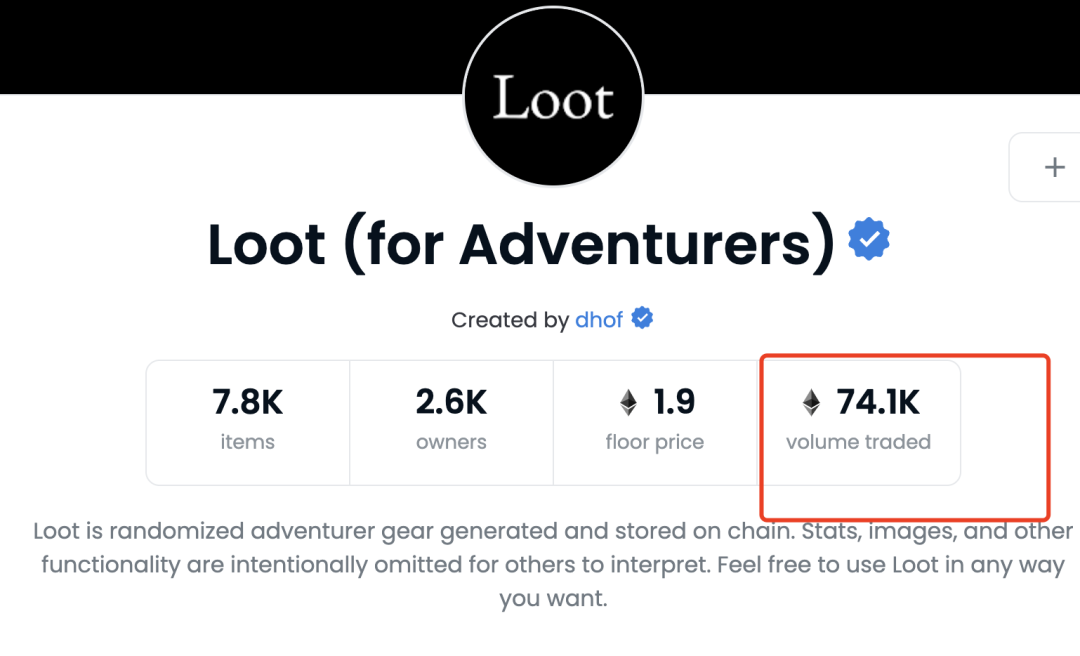 Loot
Loot (for Adventurers)
Created by dhof
7.8K
items
2.6K
owners
1.9
floor price
74.1K
volume traded
Loot is randomized adventurer gear generated and stored on chain. Stats, images, and other
functionality are intentionally omitted for others to interpret. Feel free to use Loot in any way
you want.